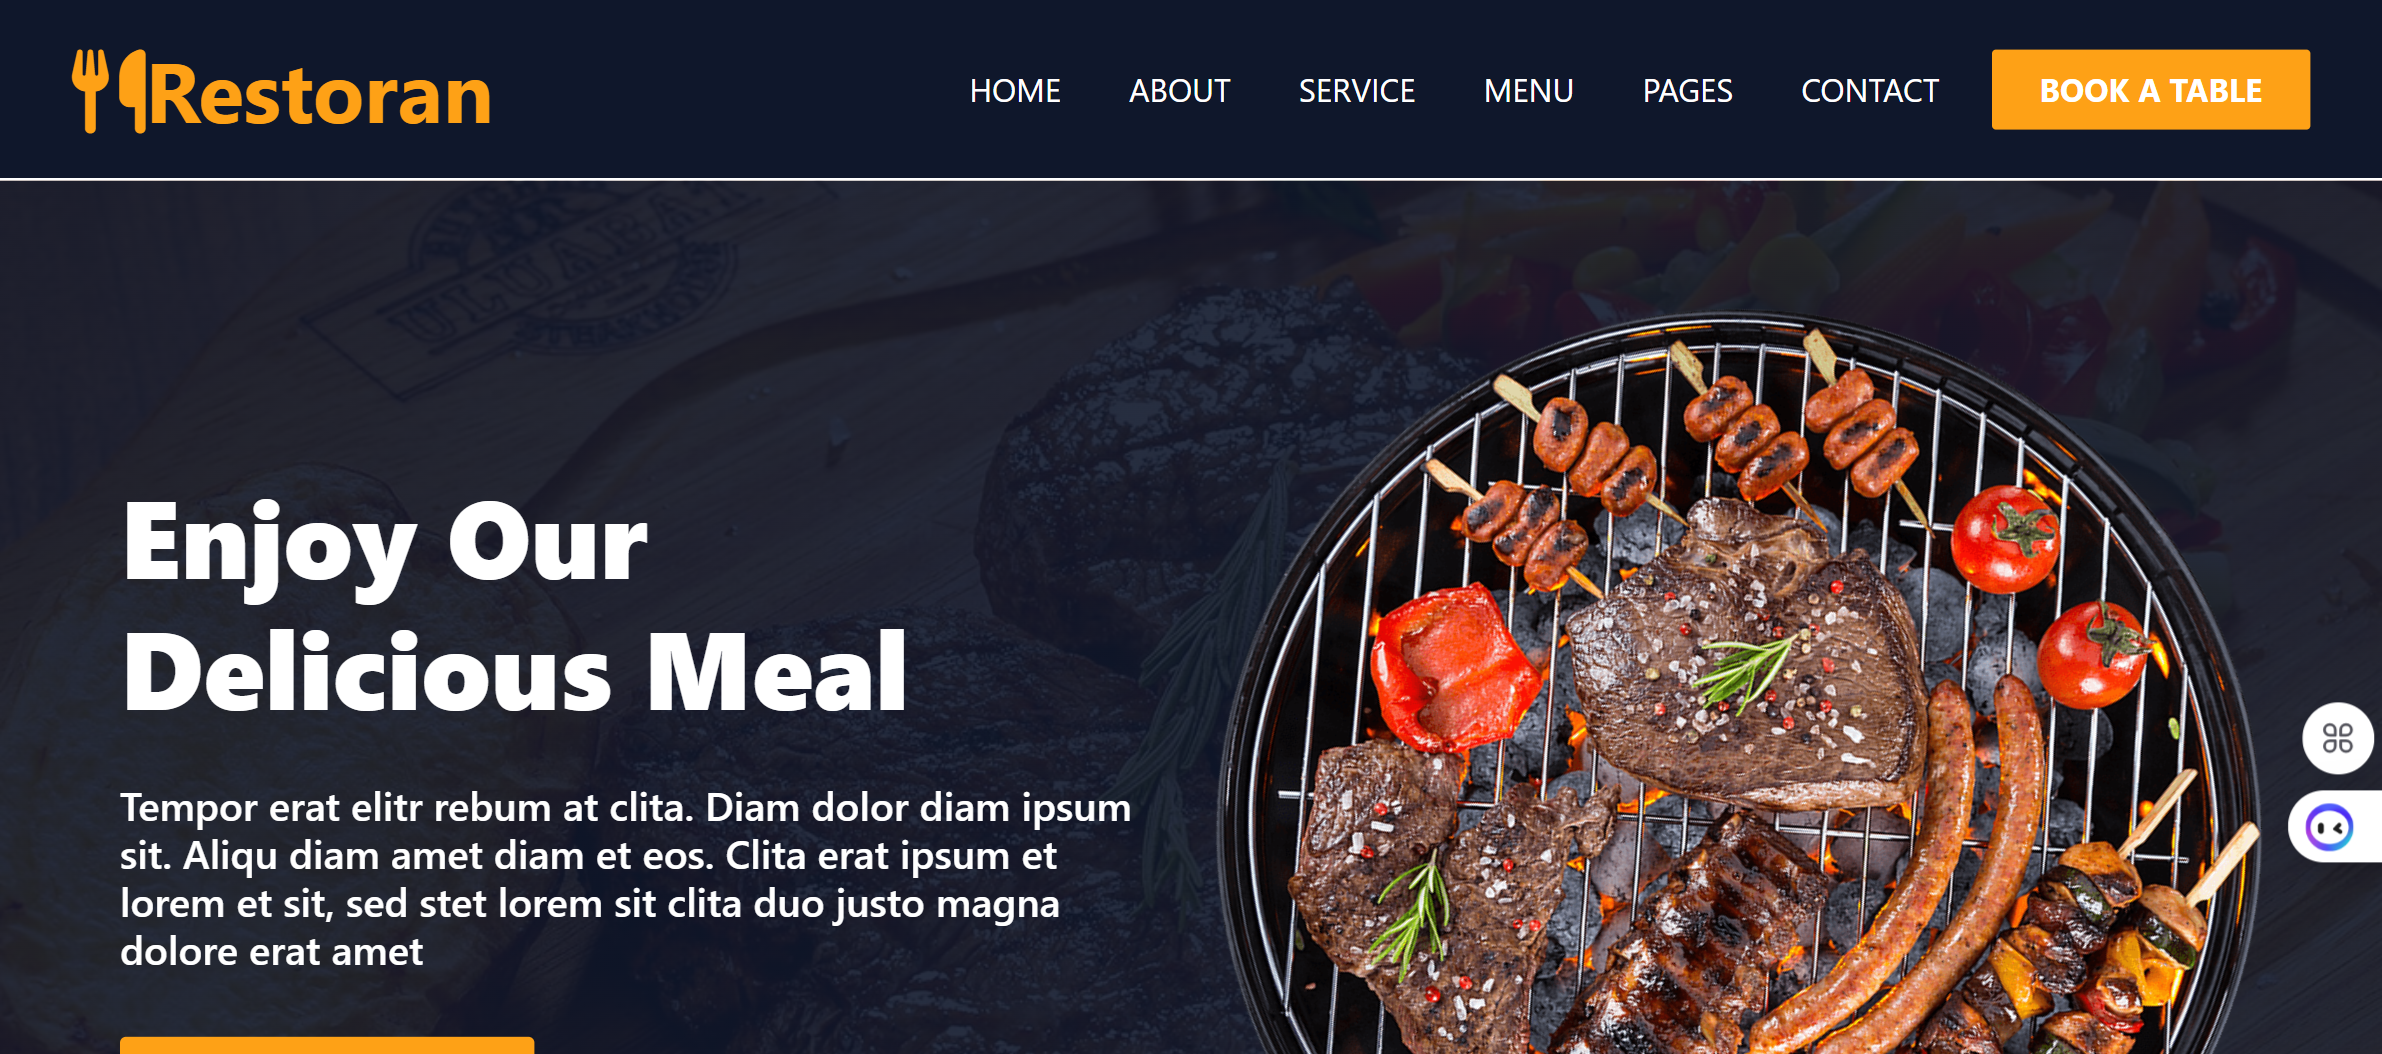 Restoran
HOME ABOUT SERVICE MENU PAGES CONTACT BOOK A TABLE
Enjoy Our
Delicious Meal
Tempor erat elitr rebum at clita. Diam dolor diam ipsum
sit. Aliqu diam amet diam et eos. Clita erat ipsum et
lorem et sit, sed stet lorem sit clita duo justo magna
dolore erat amet